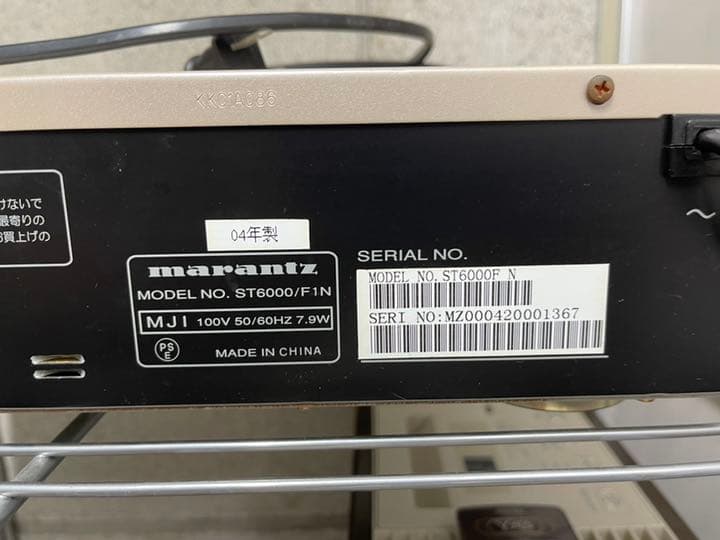 KKC1A086
けないで
最寄りの
お買上げの
04年製
marantz
MODEL NO. ST6000/F1N
MJI 100V 50/60HZ 7.9W
PS
E
MADE IN CHINA
SERIAL NO.
MODEL NO. ST6000F N
SERI NO:MZ000420001367
~